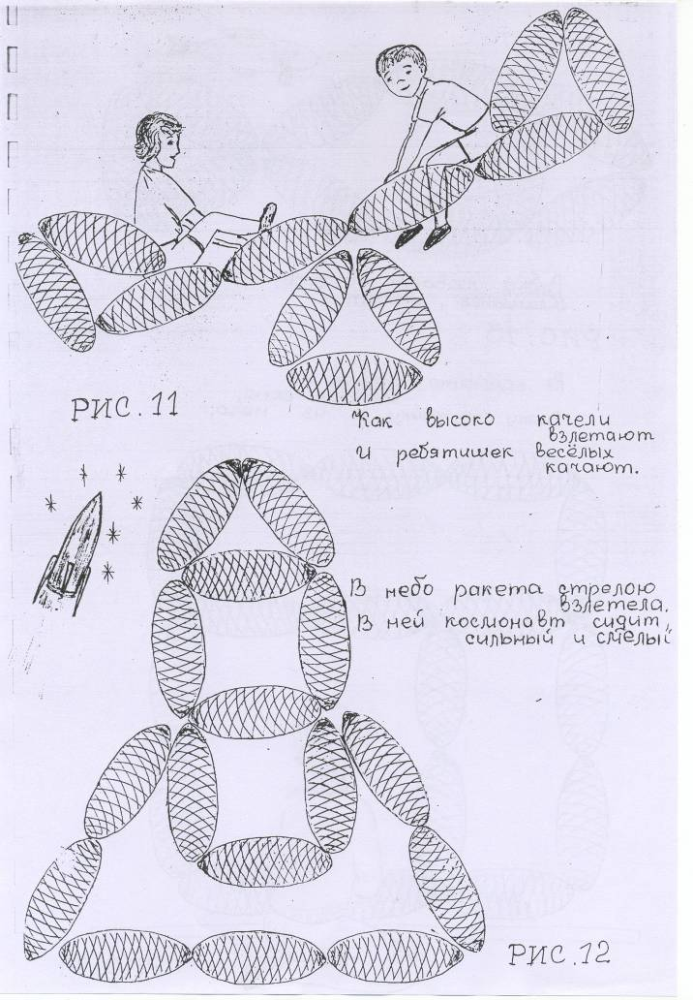 РИС.11
Как высоко качели
взлетают
И ребятишек весёлых
качают.
В небо ракета стрелою
взлетела.
В ней космонавт сидит,
сильный и смелый
РИС.12